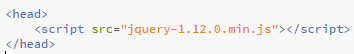 <head>
    <script src="jquery-1.12.0.min.js"></script>
</head>